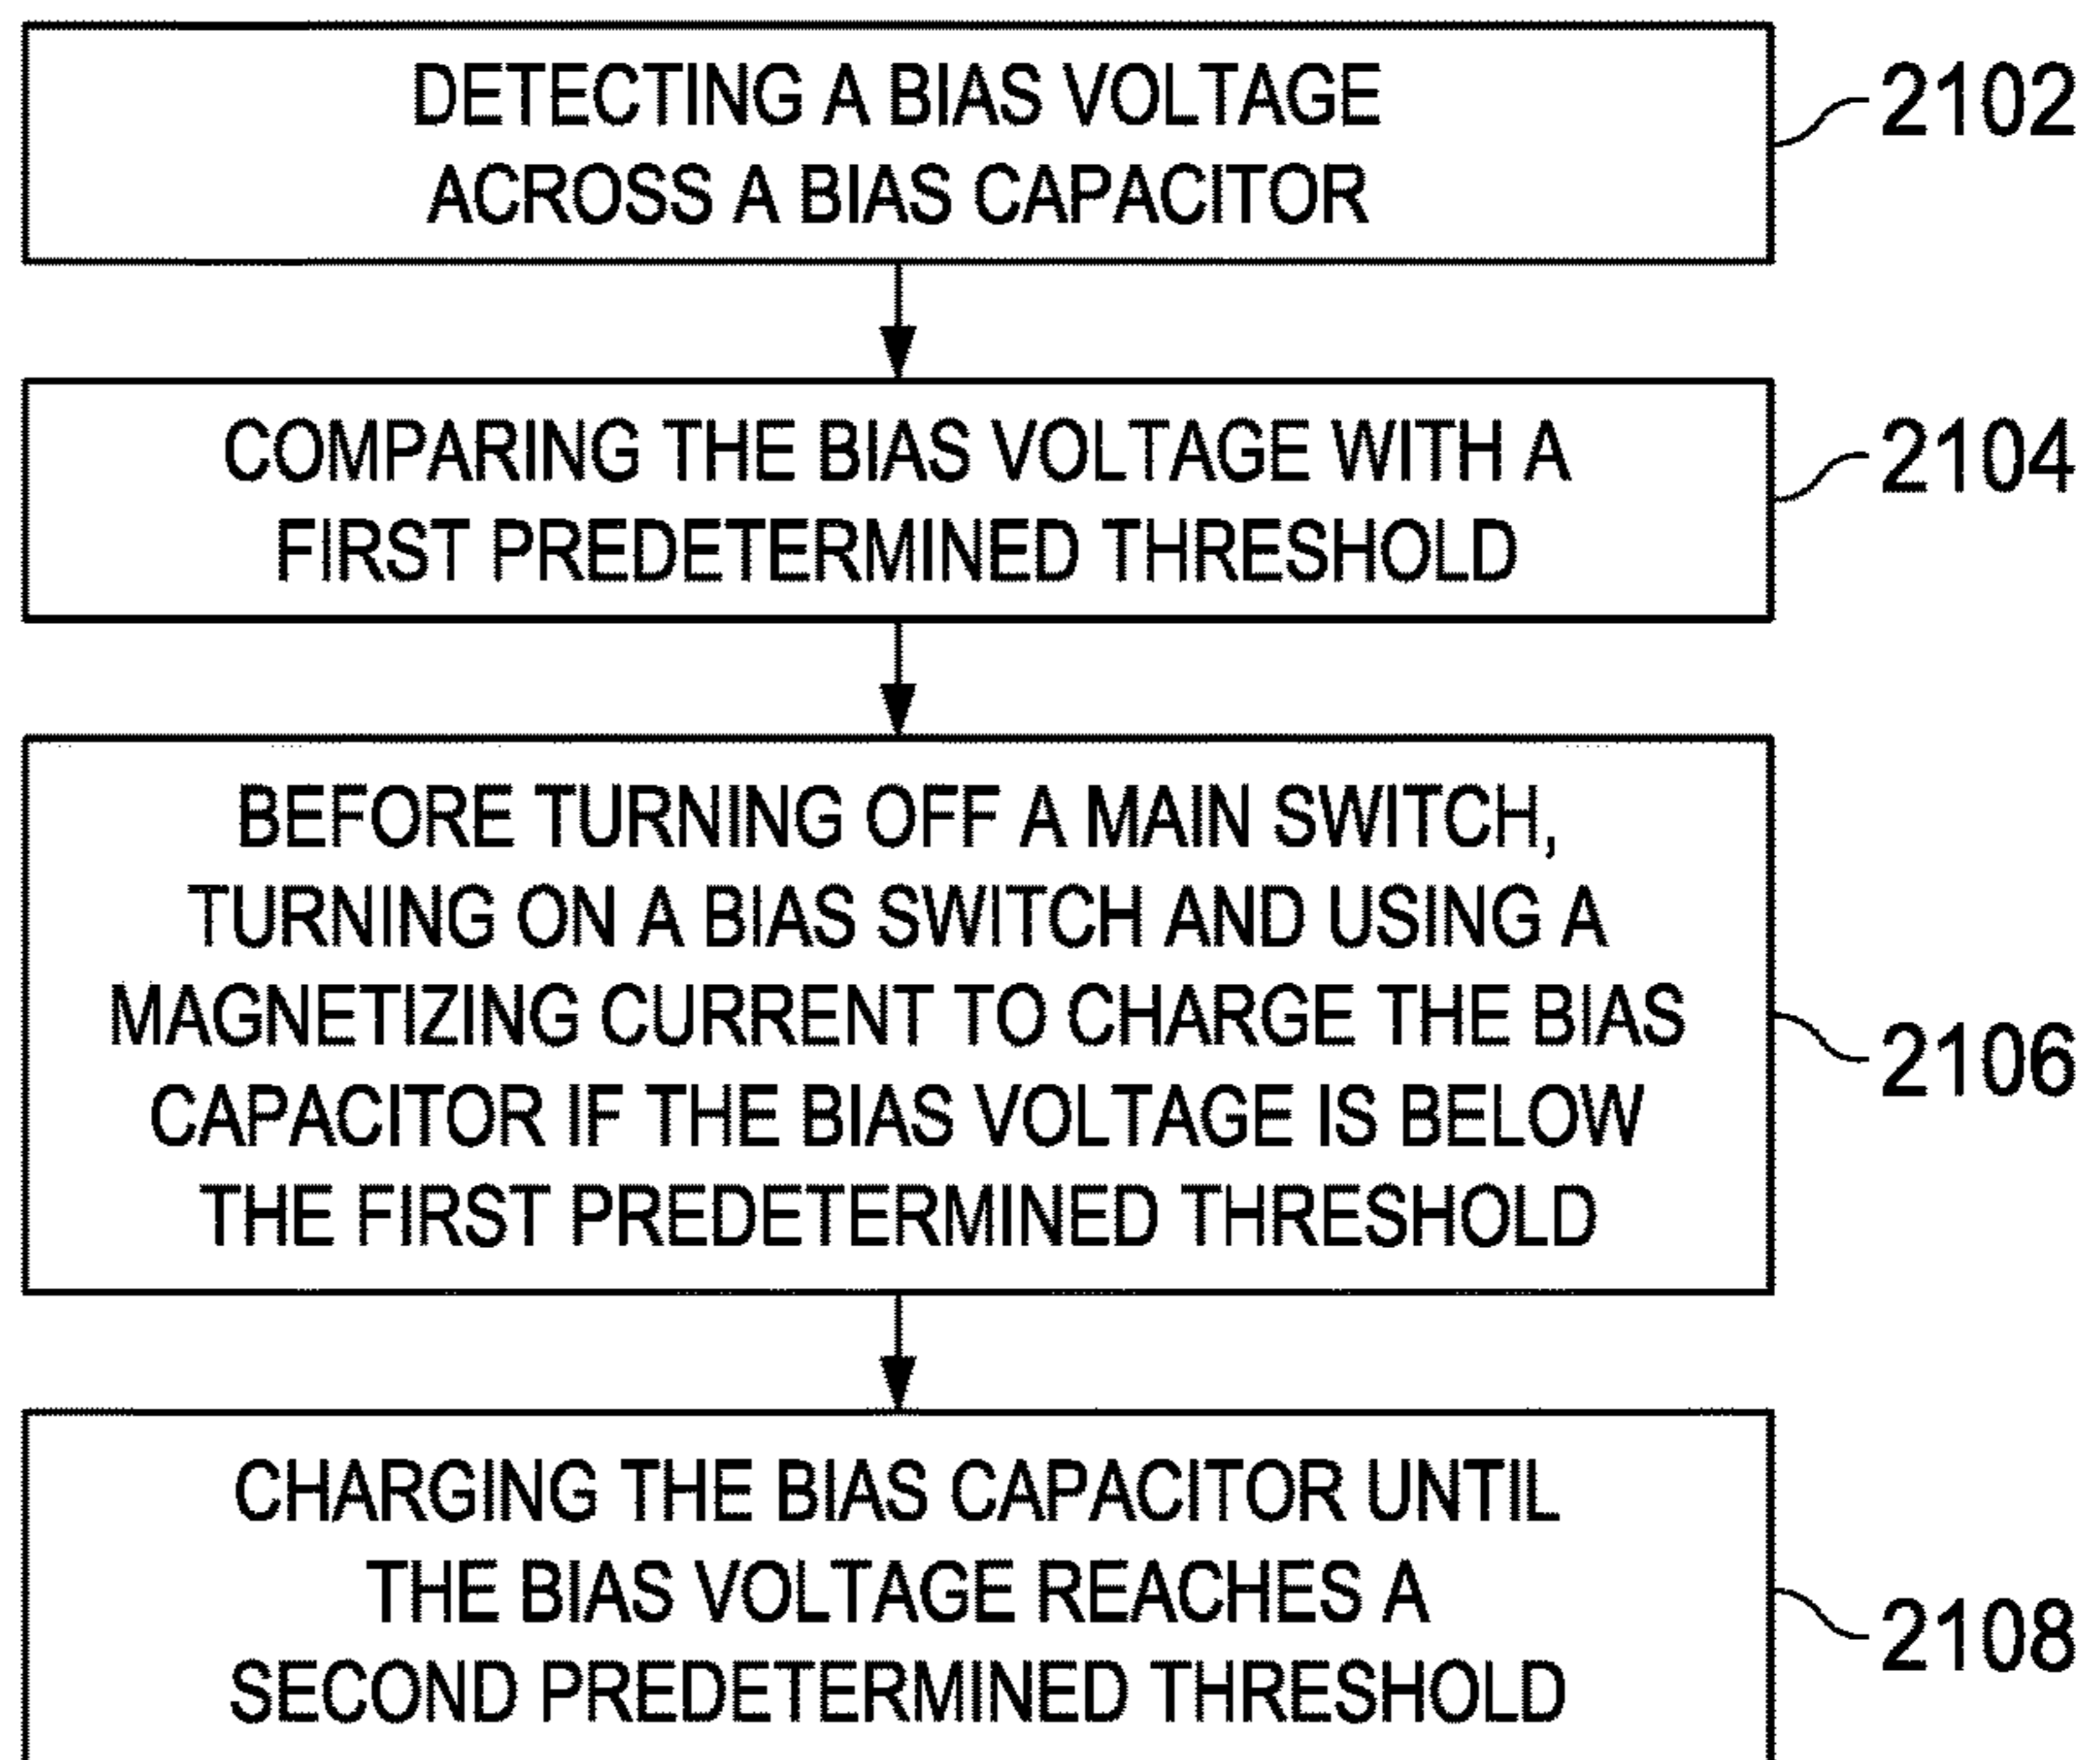 DETECTING A BIAS VOLTAGE
ACROSS A BIAS CAPACITOR
2102
COMPARING THE BIAS VOLTAGE WITH A
FIRST PREDETERMINED THRESHOLD
2104
BEFORE TURNING OFF A MAIN SWITCH,
TURNING ON A BIAS SWITCH AND USING A
MAGNETIZING CURRENT TO CHARGE THE BIAS
CAPACITOR IF THE BIAS VOLTAGE IS BELOW
THE FIRST PREDETERMINED THRESHOLD
2106
CHARGING THE BIAS CAPACITOR UNTIL
THE BIAS VOLTAGE REACHES A
SECOND PREDETERMINED THRESHOLD
2108